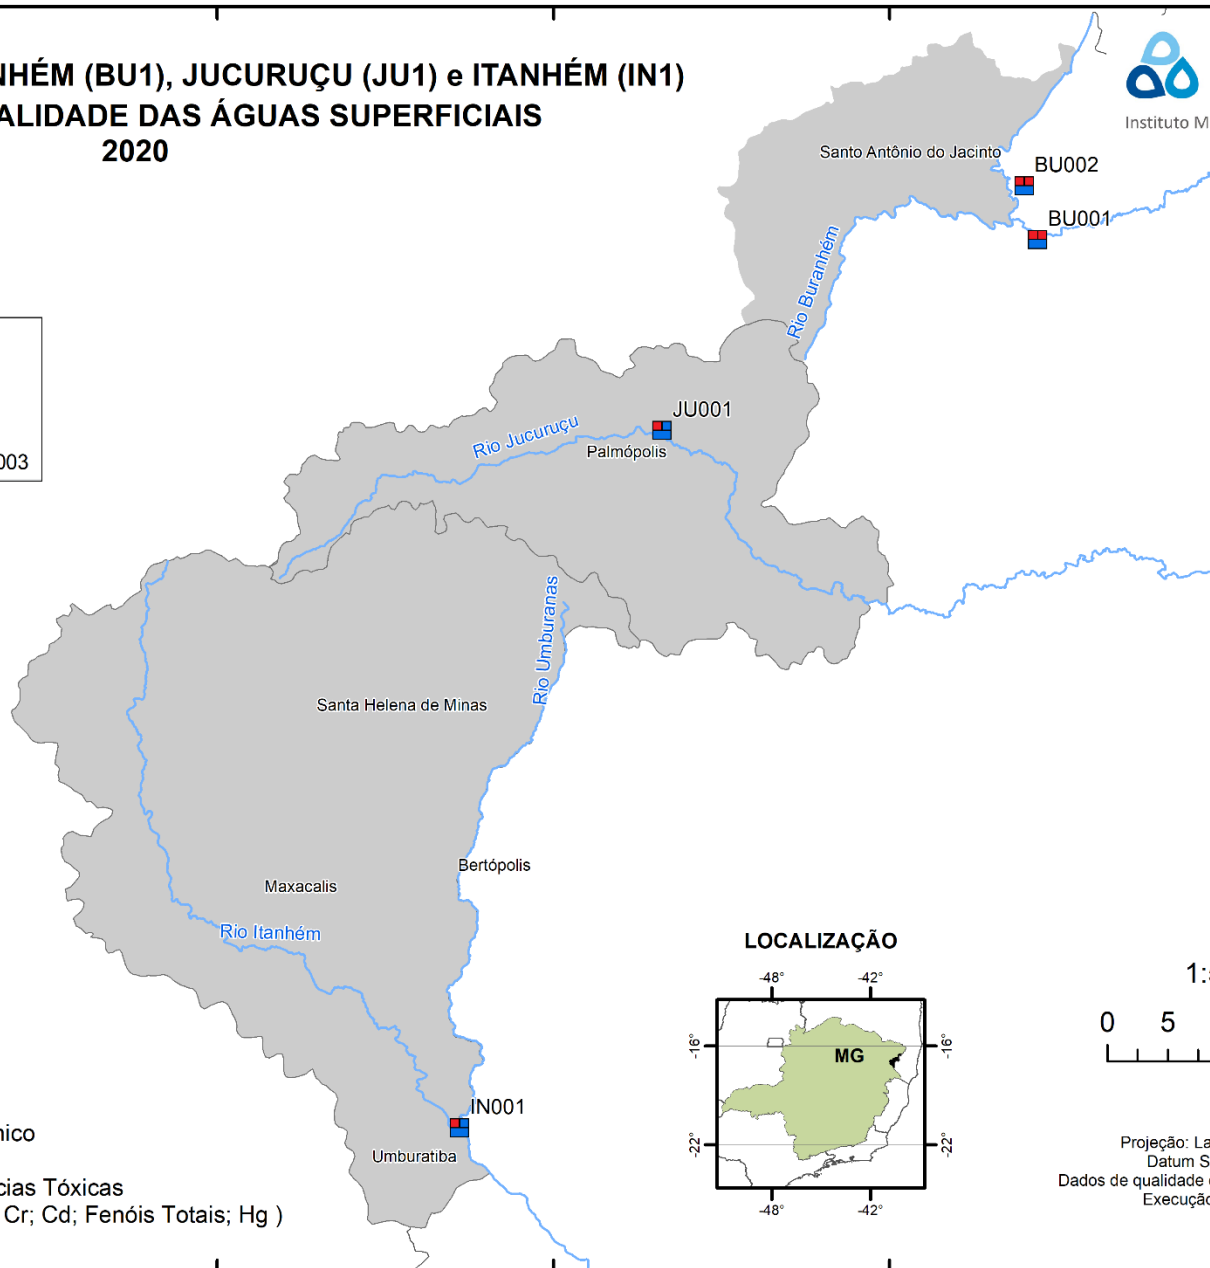 NHÉM (BU1), JUCURUÇU (JU1) e ITANHÉM (IN1)
ALIDADE DAS ÁGUAS SUPERFICIAIS
2020
Instituto M
Santo Antônio do Jacinto
BU002
BU001
Rio Buranhém
003
JU001
Rio Jucuruçu
Palmópolis
Rio Umburanas
Santa Helena de Minas
Bertópolis
Maxacalis
Rio Itanhém
LOCALIZAÇÃO
-48° -42°
-16° -16°
MG
-22° -22°
-48° -42°
0 5
IN001
Umburatiba
nico
cias Tóxicas
Cr; Cd; Fenóis Totais; Hg )
Projeção: La
Datum S
Dados de qualidade
Execução